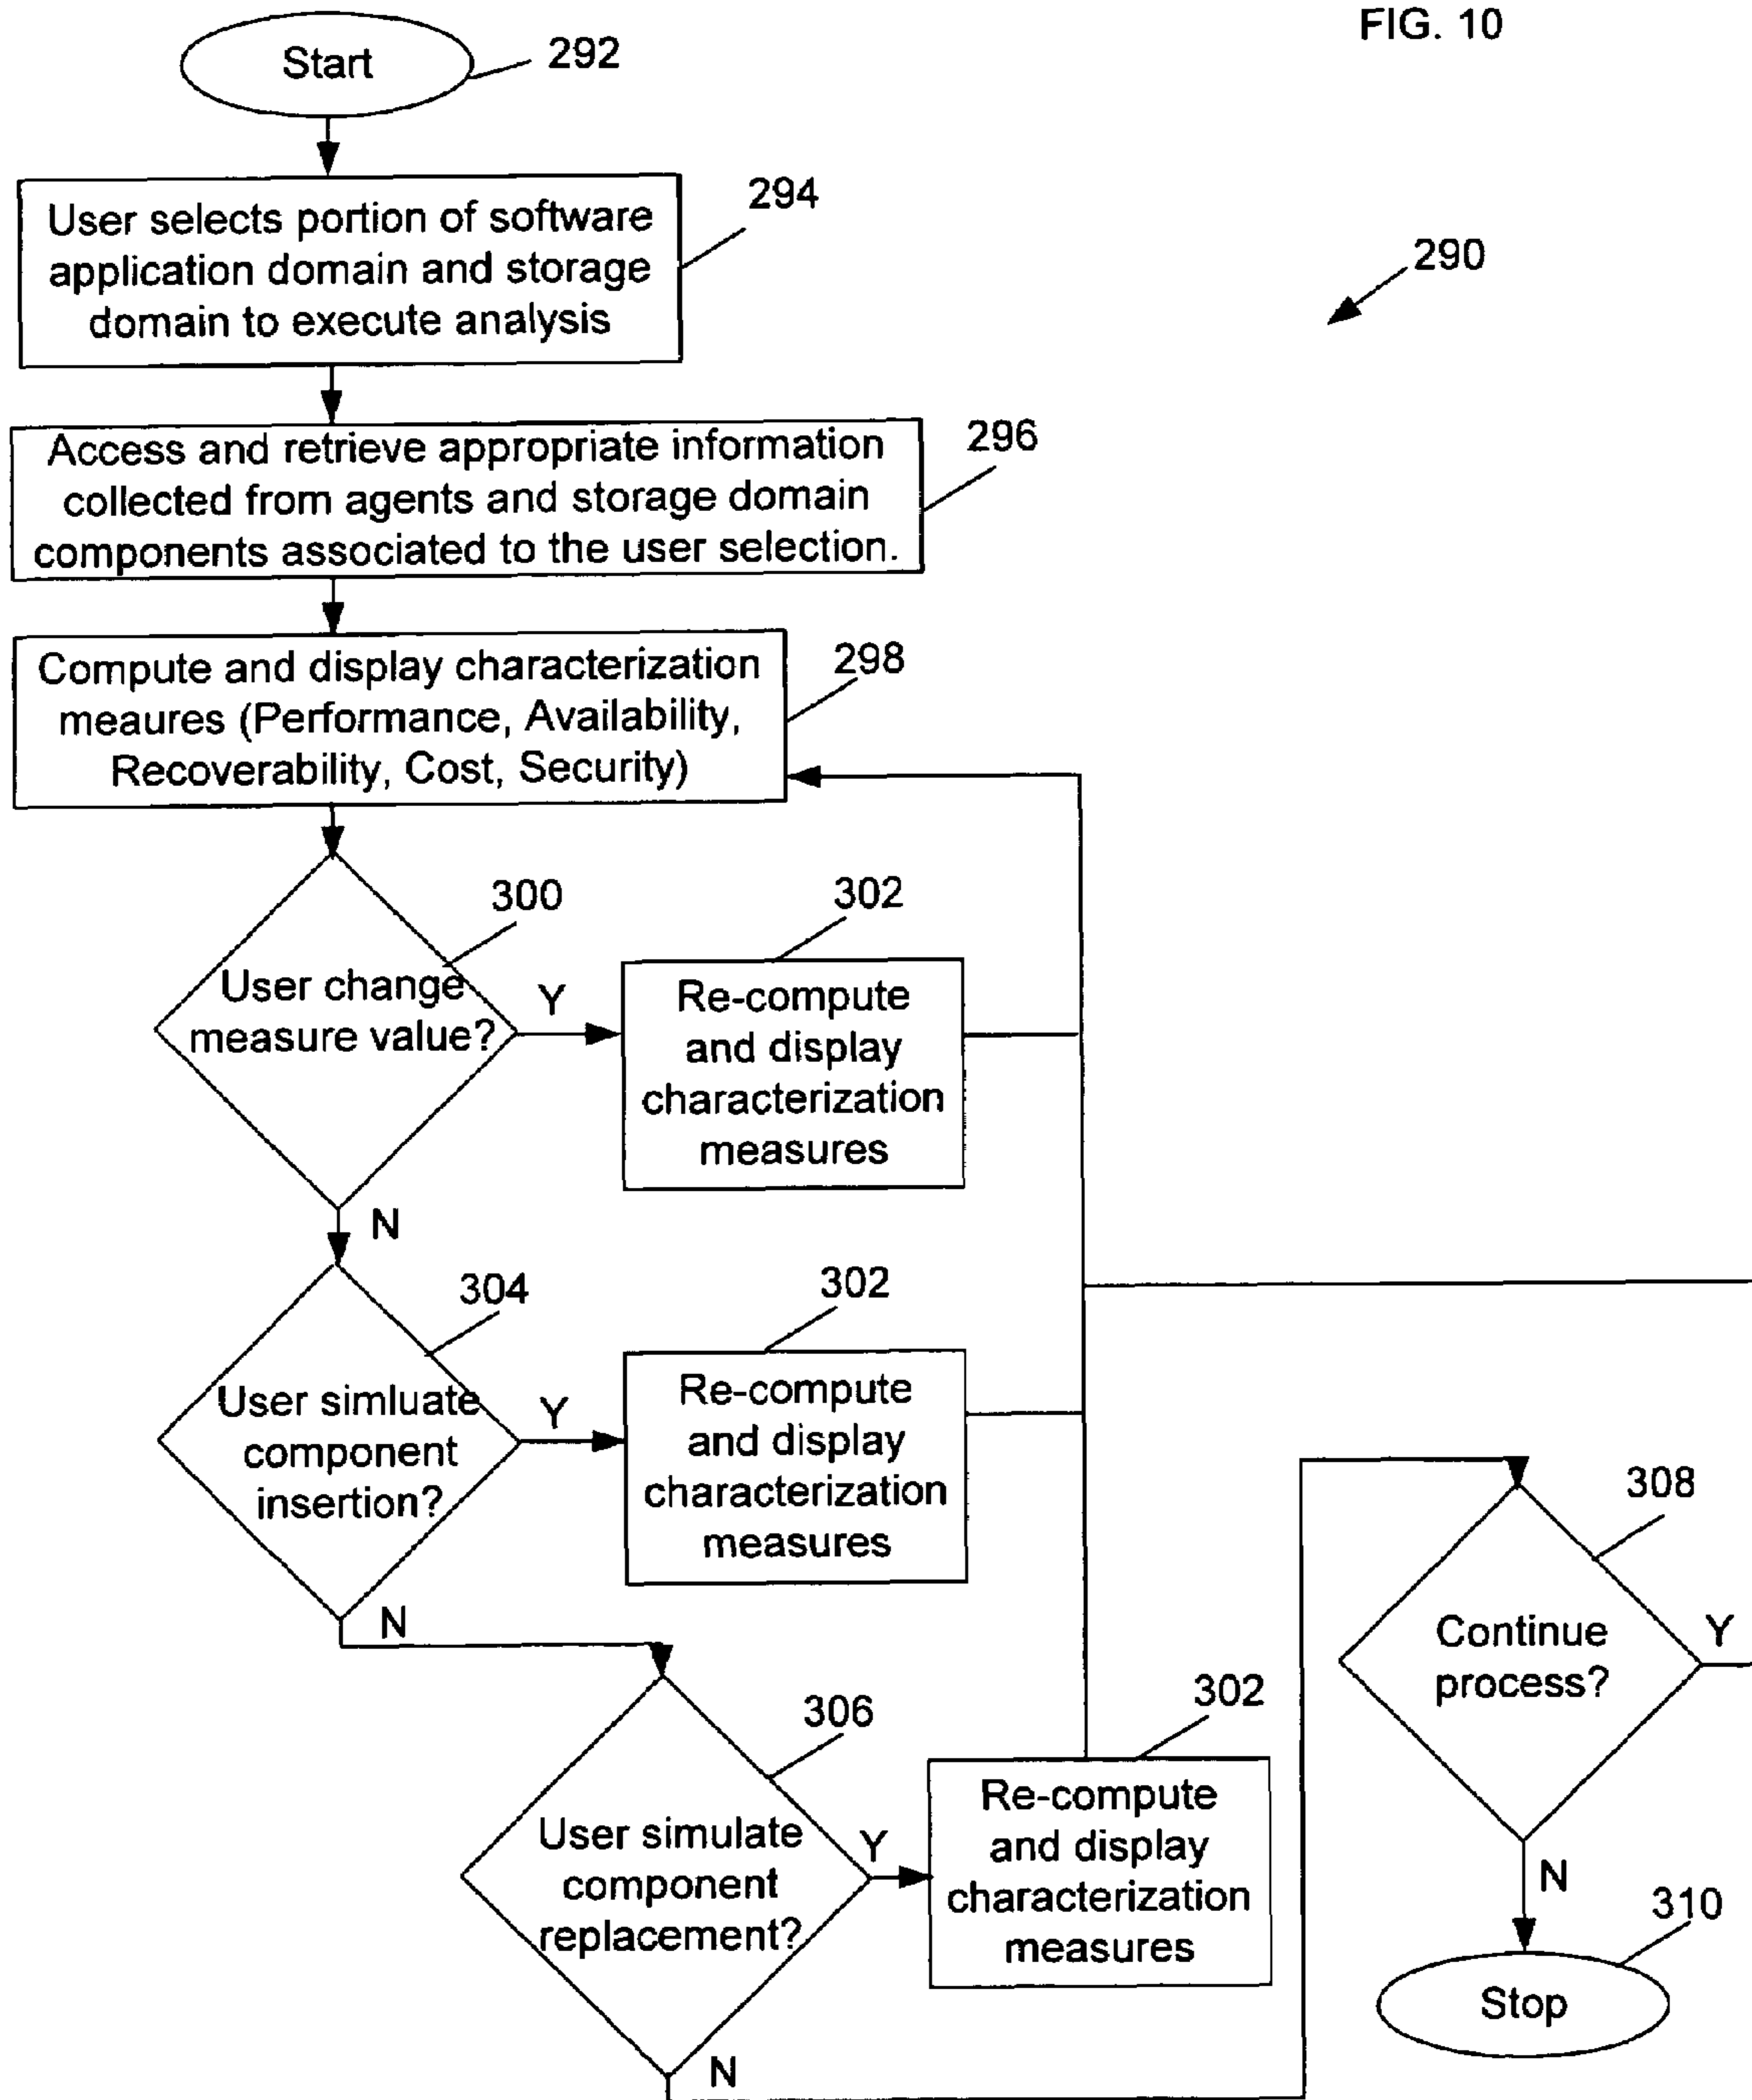 FIG. 10
Start
292
User selects portion of software
application domain and storage
domain to execute analysis
294
290
Access and retrieve appropriate information
collected from agents and storage domain
components associated to the user selection.
296
Compute and display characterization
meaures (Performance, Availability,
Recoverability, Cost, Security)
298
300
User change
measure value?
Y
302
Re-compute
and display
characterization
measures
N
304
User simluate
component
insertion?
Y
302
Re-compute
and display
characterization
measures
N
306
User simulate
component
replacement?
Y
302
Re-compute
and display
characterization
measures
N
308
Continue
process?
Y
N
310
Stop